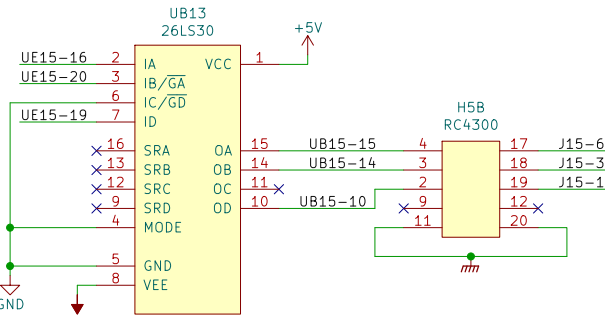 UB13
26LS30
+5V
UE15-16 2 IA VCC 1
UE15-20 3 IB/GA
6 IC/GD
UE15-19 7 ID
H5B
RC4300
16 SRA OA 15 UB15-15 4 17 J15-6
13 SRB OB 14 UB15-14 3 18 J15-3
12 SRC OC 11 2 19 J15-1
9 SRD OD 10 UB15-10 9 12
4 MODE 11 20
5 GND
8 VEE
GND